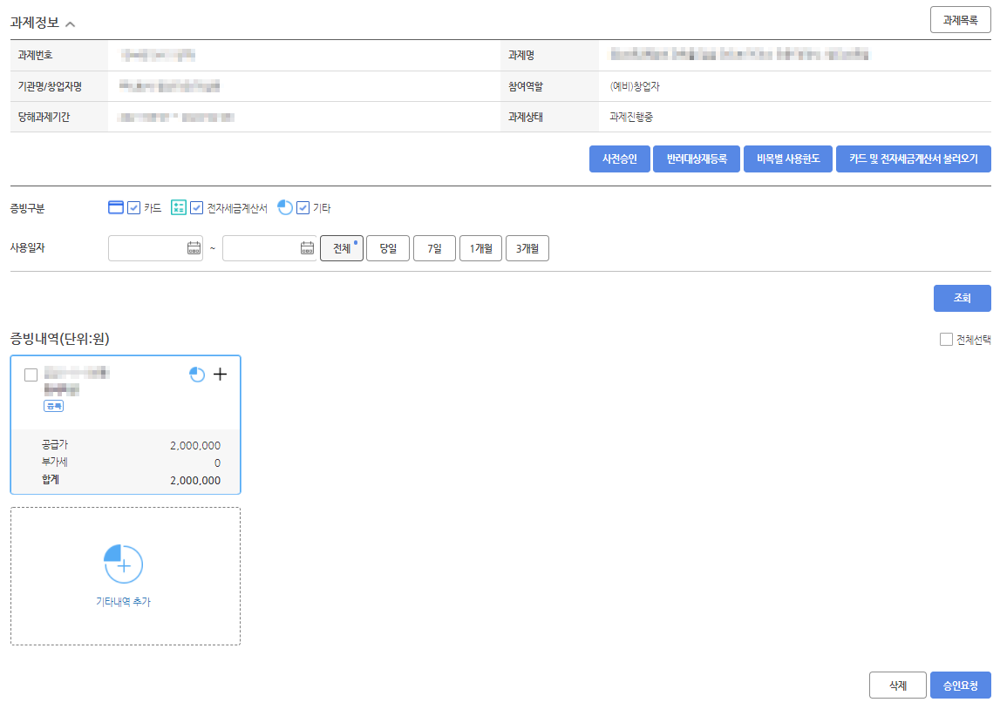 과제정보
과제목록
과제번호
과제명
기관명/창업자명
참여역할 (예비)창업자
당해과제기간
과제상태 과제진행중
사전승인 반려대상재등록 비목별 사용한도 카드 및 전자세금계산서 불러오기
증빙구분 카드 전자세금계산서 기타
사용일자 ~ 전체 당일 7일 1개월 3개월
조회
증빙내역(단위:원) 전체선택
등록
공급가 2,000,000
부가세 0
합계 2,000,000
기타내역 추가
삭제 승인요청